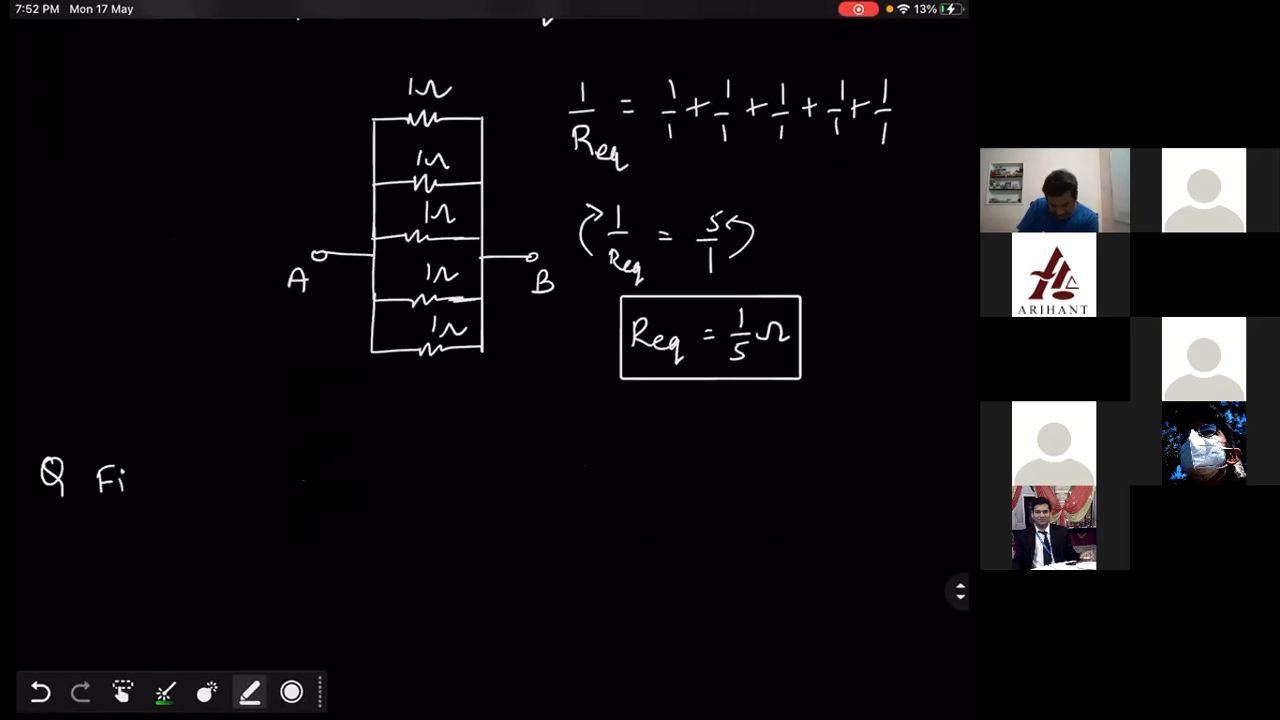 7:52 PM Mon 17 May
13%
1Ω
1Ω
1Ω
1Ω
1Ω
A
B
1/Req = 1/1 + 1/1 + 1/1 + 1/1 + 1/1
1/Req = 5/1
Req = 1/5 Ω
Q Fi
ARIHANT